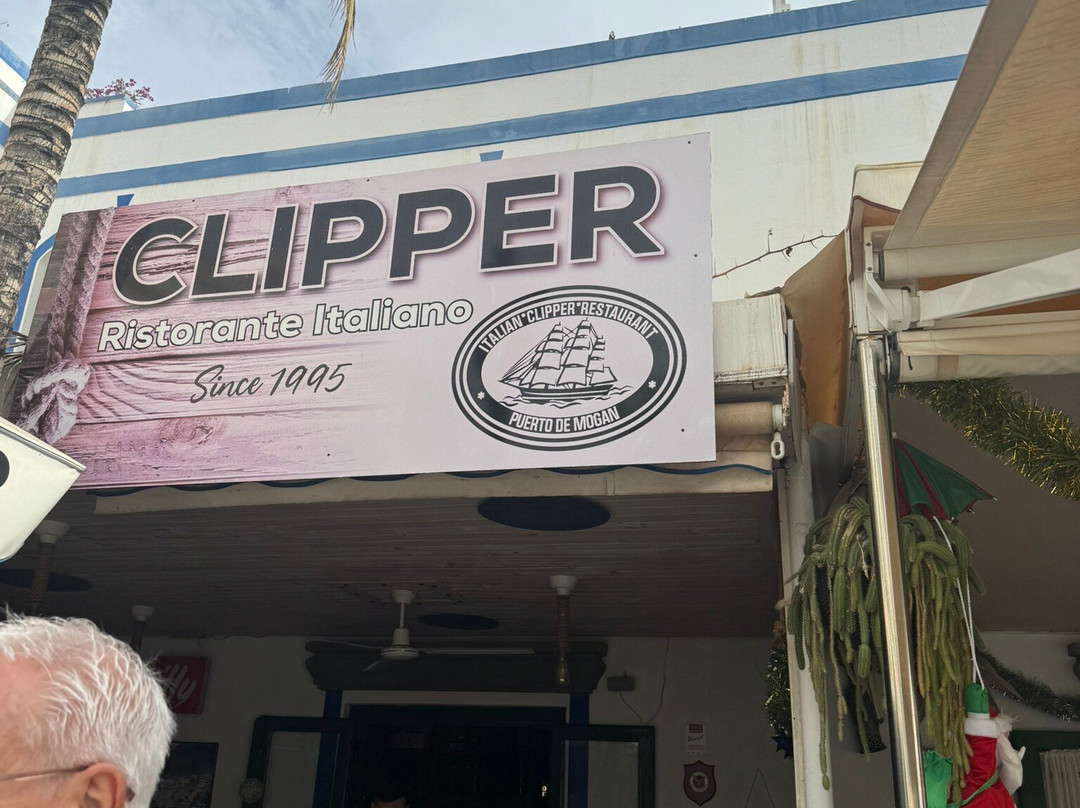 CLIPPER
Ristorante Italiano
Since 1995
ITALIAN*CLIPPER*RESTAURANT
PUERTO DE MOGAN